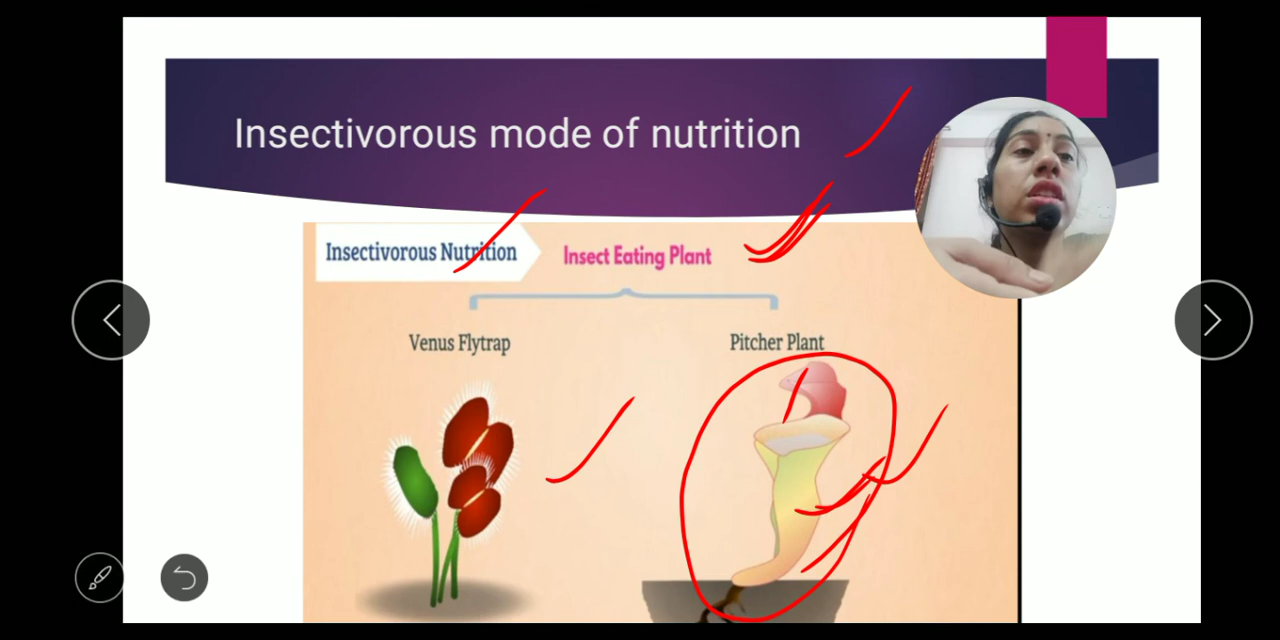 Insectivorous mode of nutrition
Insectivorous Nutrition
Insect Eating Plant
Venus Flytrap
Pitcher Plant